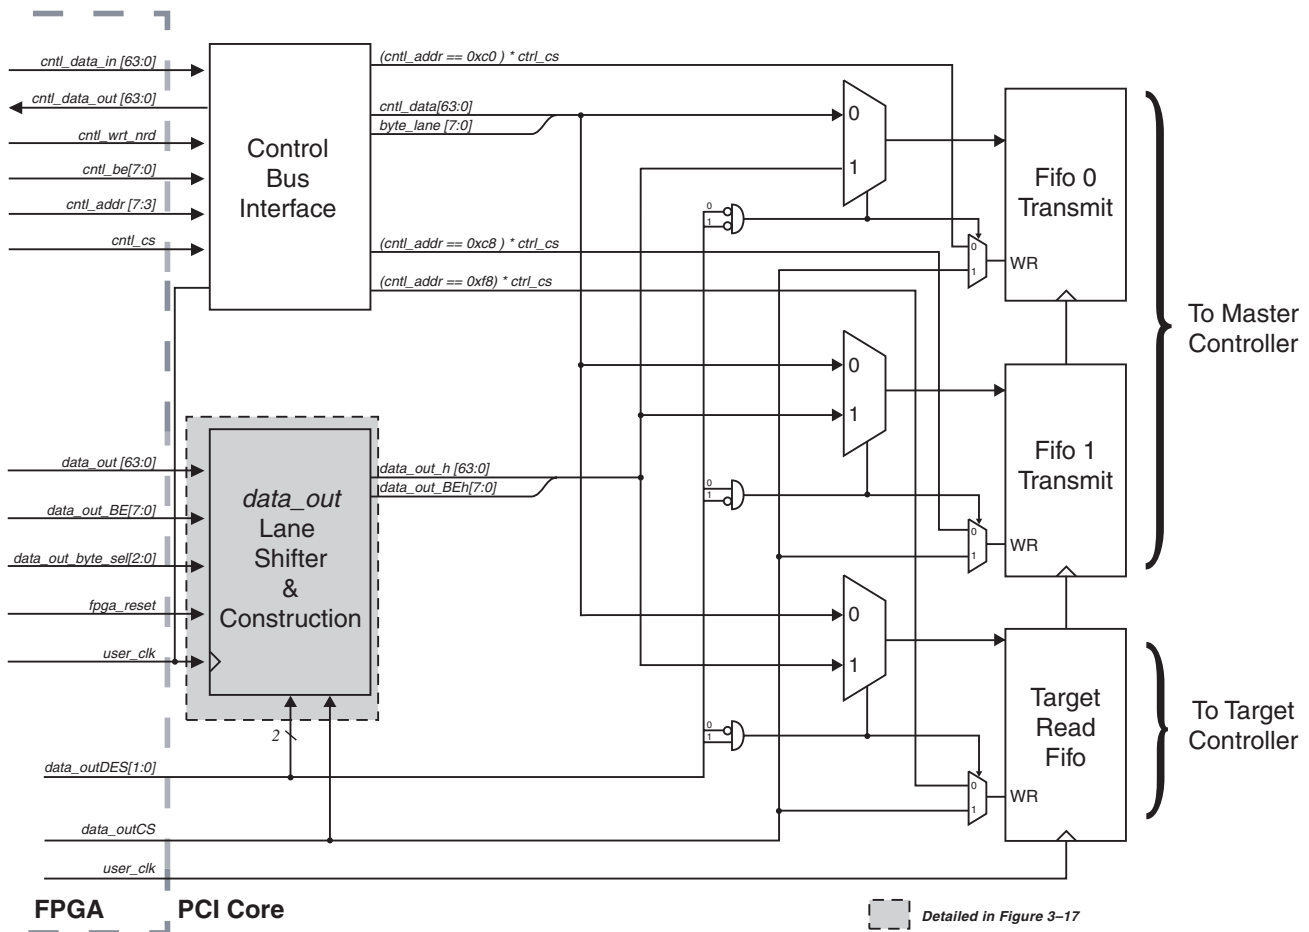 cntl_data_in [63:0]
cntl_data_out [63:0]
cntl_wrt_nrd
cntl_be[7:0]
cntl_addr [7:3]
cntl_cs
Control
Bus
Interface
(cntl_addr == 0xc0 ) * ctrl_cs
cntl_data[63:0]
byte_lane [7:0]
(cntl_addr == 0xc8 ) * ctrl_cs
(cntl_addr == 0xf8) * ctrl_cs
0
1
0
1
0
1
WR
Fifo 0
Transmit
To Master
Controller
0
1
0
1
0
1
WR
Fifo 1
Transmit
data_out [63:0]
data_out_BE[7:0]
data_out_byte_sel[2:0]
fpga_reset
user_clk
data_out
Lane
Shifter
&
Construction
data_out_h [63:0]
data_out_BEh[7:0]
2
0
1
0
1
0
1
WR
Target
Read
Fifo
To Target
Controller
data_outDES[1:0]
data_outCS
user_clk
FPGA
PCI Core
Detailed in Figure 3–17